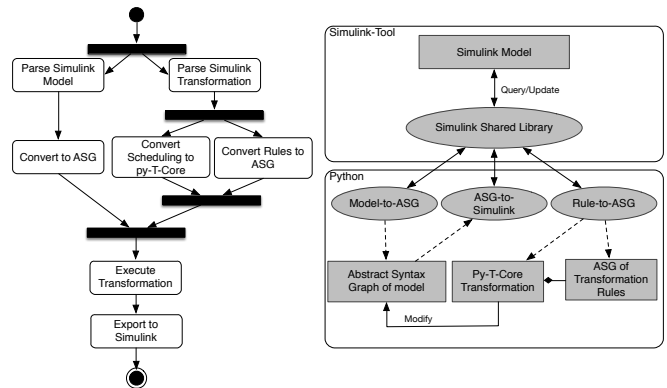 Parse Simulink
Model
Parse Simulink
Transformation
Convert to ASG
Convert
Scheduling to
py-T-Core
Convert Rules to
ASG
Execute
Transformation
Export to
Simulink
Simulink-Tool
Simulink Model
Query/Update
Simulink Shared Library
Python
Model-to-ASG
ASG-to-
Simulink
Rule-to-ASG
Abstract Syntax
Graph of model
Py-T-Core
Transformation
ASG of
Transformation
Rules
Modify